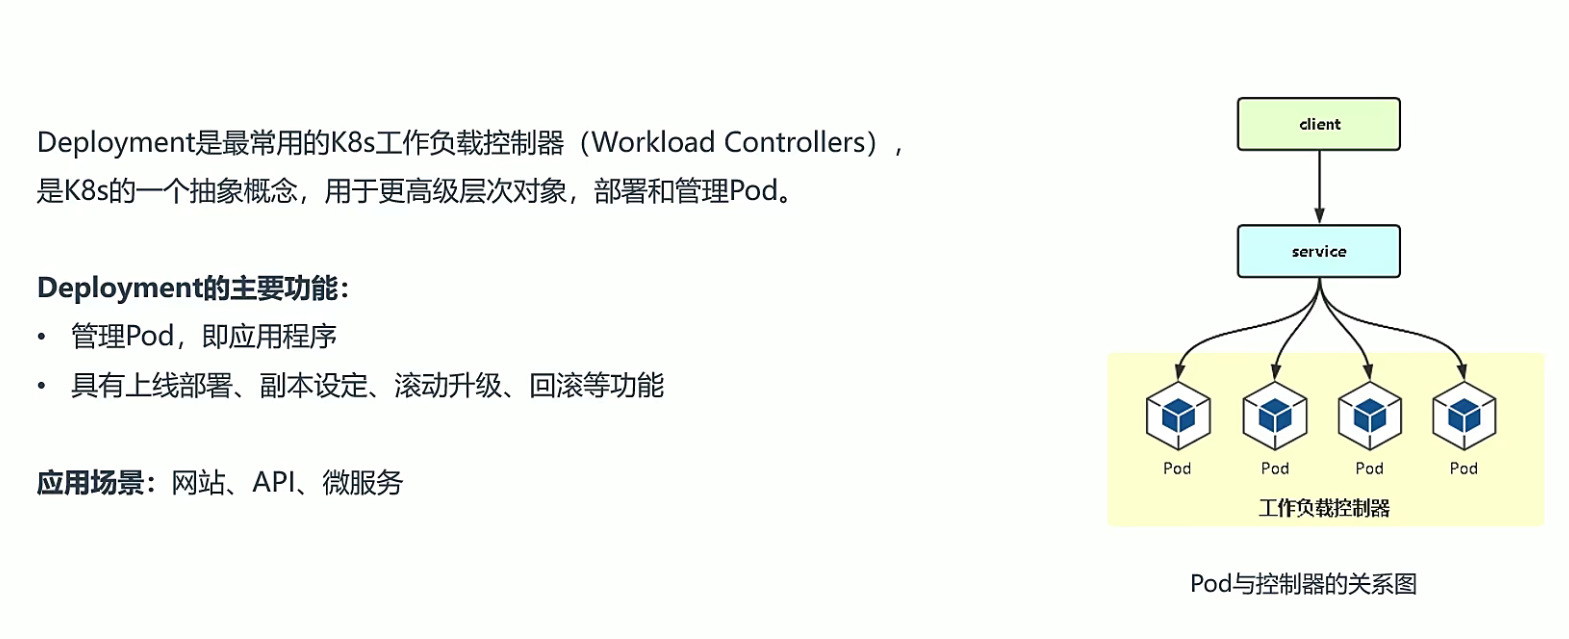 Deployment是最常用的K8s工作负载控制器（Workload Controllers），
是K8s的一个抽象概念，用于更高级层次对象，部署和管理Pod。
Deployment的主要功能：
• 管理Pod，即应用程序
• 具有上线部署、副本设定、滚动升级、回滚等功能
应用场景：网站、API、微服务
client
service
Pod
Pod
Pod
Pod
工作负载控制器
Pod与控制器的关系图